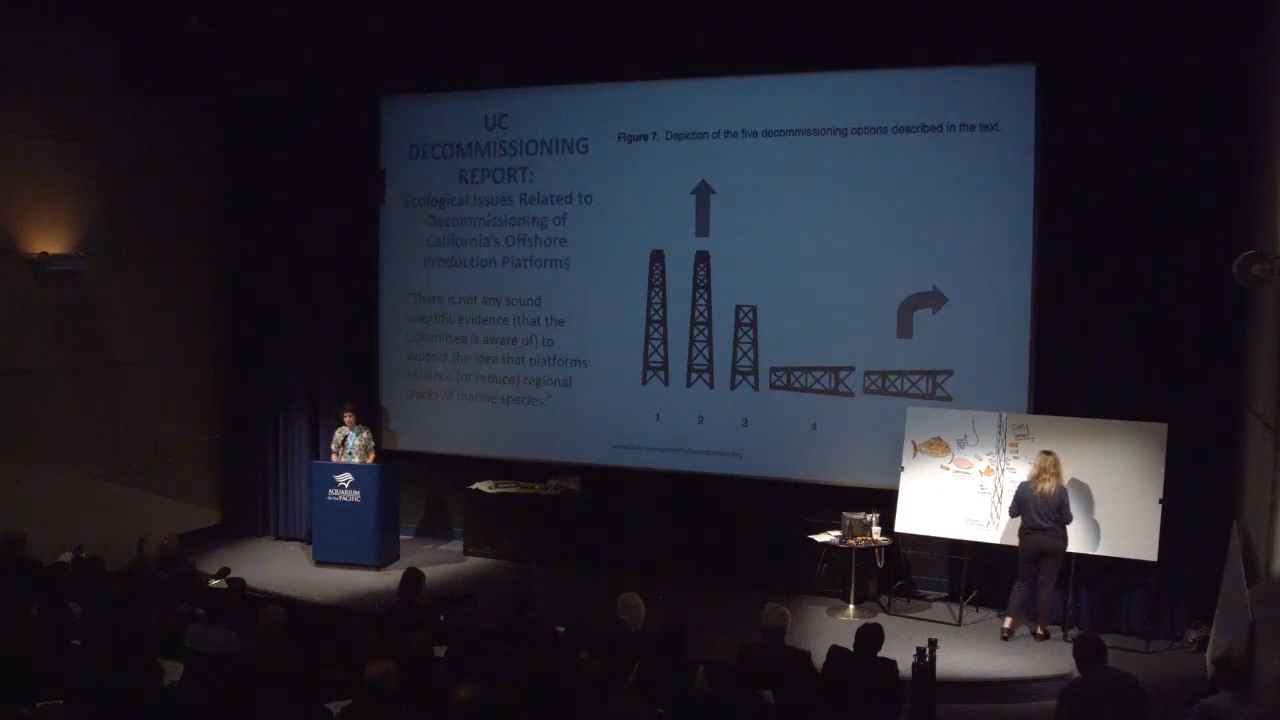 UC
DECOMMISSIONING
REPORT:
Ecological Issues Related to
Decommissioning of
California's Offshore
Production Platforms
"There is not any sound
scientific evidence (that the
Committee is aware of) to
support the idea that platforms
enhance (or reduce) regional
stocks of marine species."
Figure 7. Depiction of the five decommissioning options described in the text.
1
2
3
4
AQUARIUM
OF THE PACIFIC